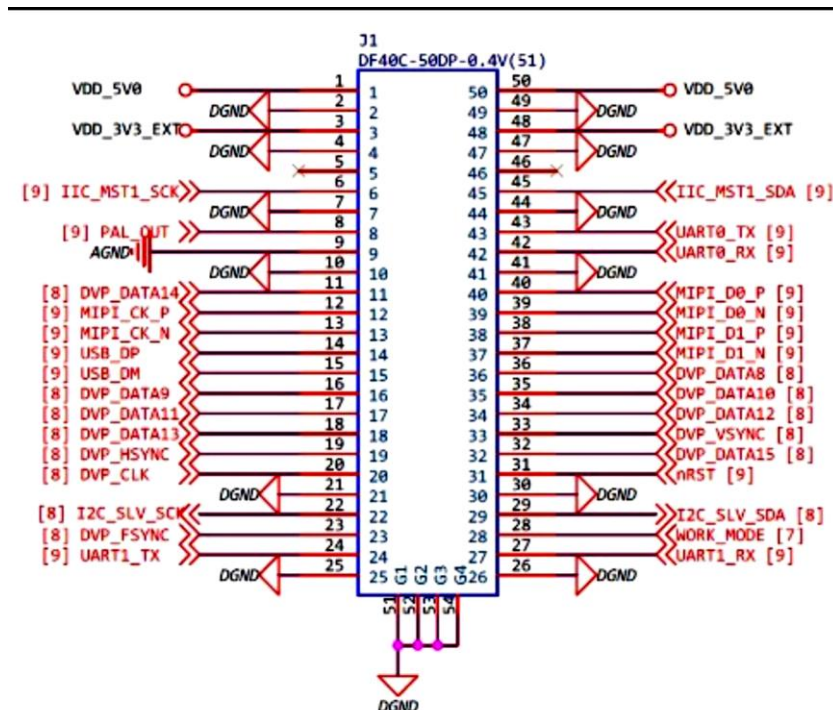 J1
DF40C-50DP-0.4V(51)
VDD_5V0 1 1 50 50 VDD_5V0
DGND 2 2 49 49 DGND
VDD_3V3_EXT 3 3 48 48 VDD_3V3_EXT
DGND 4 4 47 47 DGND
5 5 46 46
[9] IIC_MST1_SCK 6 6 45 45 IIC_MST1_SDA [9]
DGND 7 7 44 44 DGND
[9] PAL_OUT 8 8 43 43 UART0_TX [9]
AGND 9 9 42 42 UART0_RX [9]
DGND 10 10 41 41 DGND
[8] DVP_DATA14 11 11 40 40 MIPI_D0_P [9]
[9] MIPI_CK_P 12 12 39 39 MIPI_D0_N [9]
[9] MIPI_CK_N 13 13 38 38 MIPI_D1_P [9]
[9] USB_DP 14 14 37 37 MIPI_D1_N [9]
[9] USB_DM 15 15 36 36 DVP_DATA8 [8]
[8] DVP_DATA9 16 16 35 35 DVP_DATA10 [8]
[8] DVP_DATA11 17 17 34 34 DVP_DATA12 [8]
[8] DVP_DATA13 18 18 33 33 DVP_VSYNC [8]
[8] DVP_HSYNC 19 19 32 32 DVP_DATA15 [8]
[8] DVP_CLK 20 20 31 31 nRST [9]
DGND 21 21 30 30 DGND
[8] I2C_SLV_SCK 22 22 29 29 I2C_SLV_SDA [8]
[8] DVP_FSYNC 23 23 28 28 WORK_MODE [7]
[9] UART1_TX 24 24 27 27 UART1_RX [9]
DGND 25 25 G1 G2 G3 G4 26 26 DGND
51 52 53 54
DGND